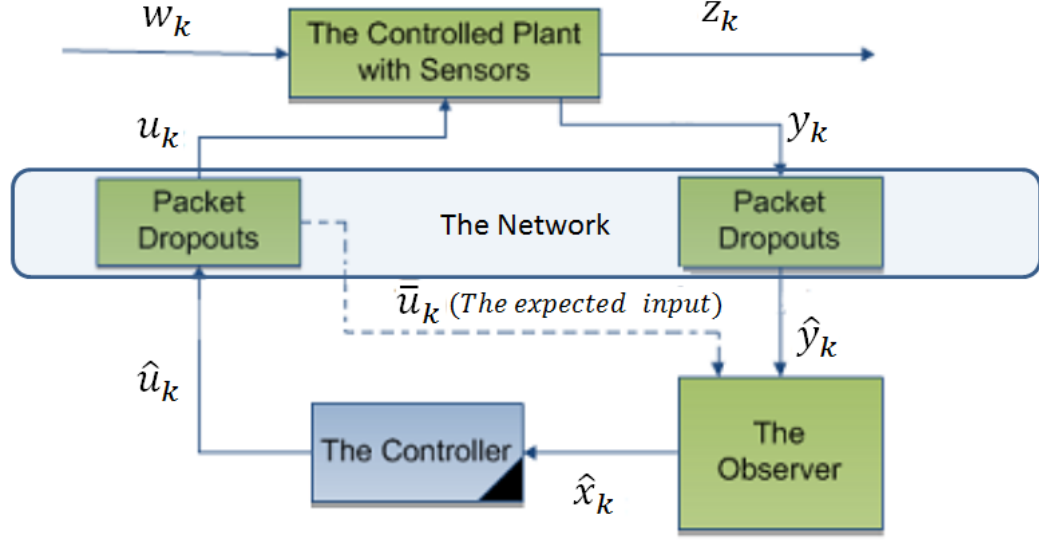 w_k
The Controlled Plant
with Sensors
z_k
u_k
y_k
Packet
Dropouts
The Network
Packet
Dropouts
ū_k (The expected input)
ŷ_k
û_k
The Controller
The
Observer
x̂_k